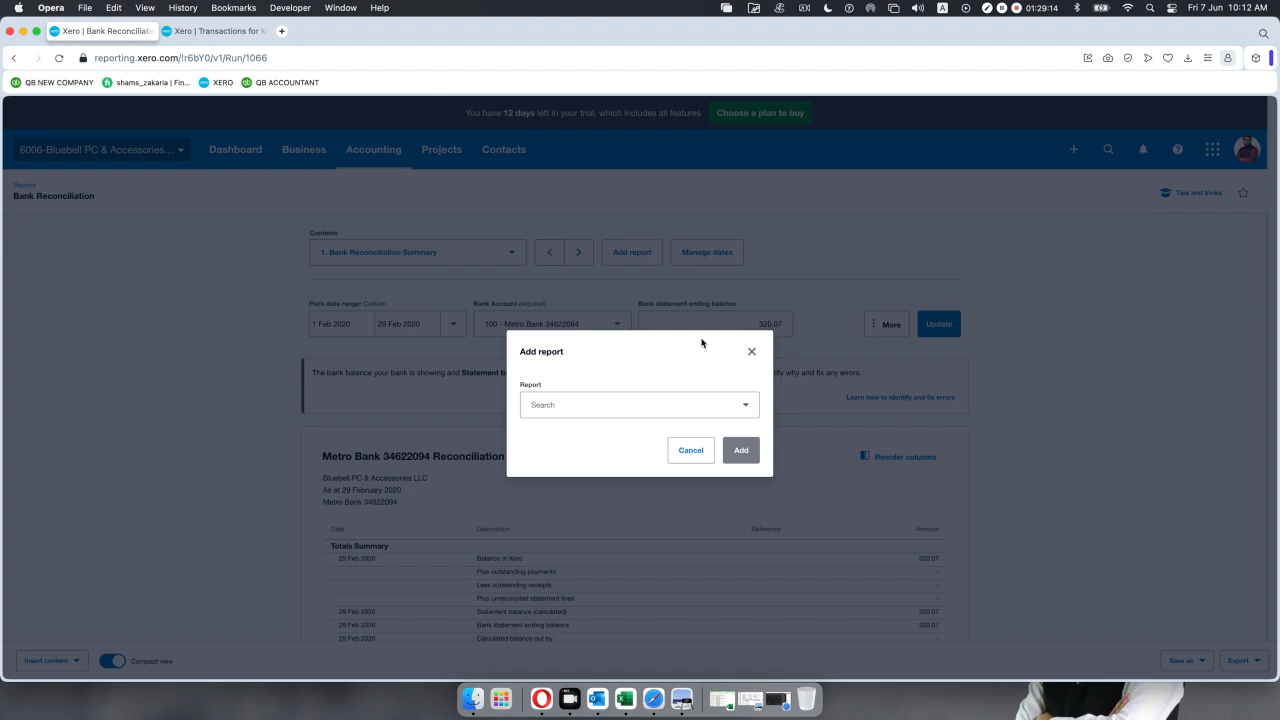 Opera File Edit View History Bookmarks Developer Window Help
01:29:14
Fri 7 Jun 10:12 AM
Xero | Bank Reconciliatic
Xero | Transactions for M
reporting.xero.com/!r6bY0/v1/Run/1066
QB NEW COMPANY
shams_zakaria | Fin...
XERO
QB ACCOUNTANT
You have 12 days left in your trial, which includes all features
Choose a plan to buy
6006-Bluebell PC & Accessories...
Dashboard
Business
Accounting
Projects
Contacts
Reports
Bank Reconciliation
Tips and tricks
Contents
1. Bank Reconciliation Summary
Add report
Manage dates
Pack date range: Custom
Bank Account (required)
Bank statement ending balance
1 Feb 2020
29 Feb 2020
100 - Metro Bank 34622094
320.07
More
Update
Add report
The bank balance your bank is showing and Statement b
tify why and fix any errors.
Report
Learn how to identify and fix errors
Search
Cancel
Add
Metro Bank 34622094 Reconciliation
Reorder columns
Bluebell PC & Accessories LLC
As at 29 February 2020
Metro Bank 34622094
Date Description Reference Amount
Totals Summary
29 Feb 2020 Balance in Xero 320.07
Plus outstanding payments -
Less outstanding receipts -
Plus unreconciled statement lines -
29 Feb 2020 Statement balance (calculated) 320.07
29 Feb 2020 Bank statement ending balance 320.07
29 Feb 2020 Calculated balance out by -
Insert content
Compact view
Save as
Export